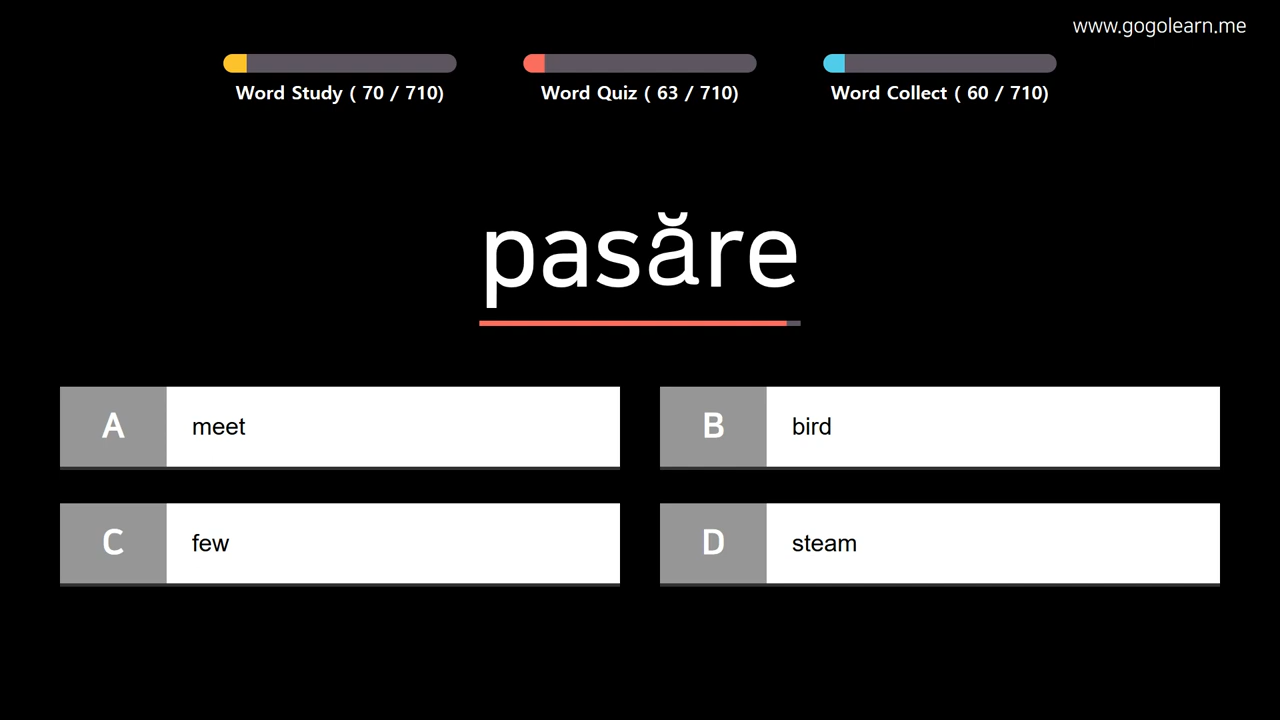 www.gogolearn.me
Word Study ( 70 / 710)
Word Quiz ( 63 / 710)
Word Collect ( 60 / 710)
pasăre
A meet
B bird
C few
D steam